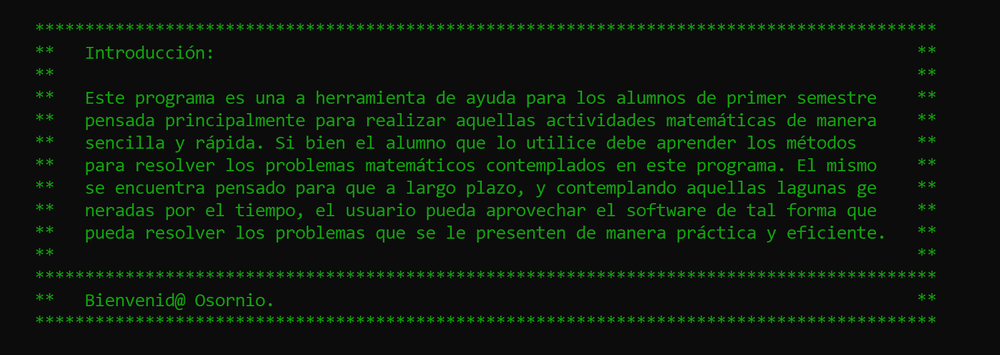 ******************************************************************************************
**   Introducción:                                                                      **
**                                                                                      **
**   Este programa es una a herramienta de ayuda para los alumnos de primer semestre    **
**   pensada principalmente para realizar aquellas actividades matemáticas de manera    **
**   sencilla y rápida. Si bien el alumno que lo utilice debe aprender los métodos      **
**   para resolver los problemas matemáticos contemplados en este programa. El mismo    **
**   se encuentra pensado para que a largo plazo, y contemplando aquellas lagunas ge    **
**   neradas por el tiempo, el usuario pueda aprovechar el software de tal forma que    **
**   pueda resolver los problemas que se le presenten de manera práctica y eficiente.   **
**                                                                                      **
******************************************************************************************
**   Bienvenid@ Osornio.                                                                **
******************************************************************************************